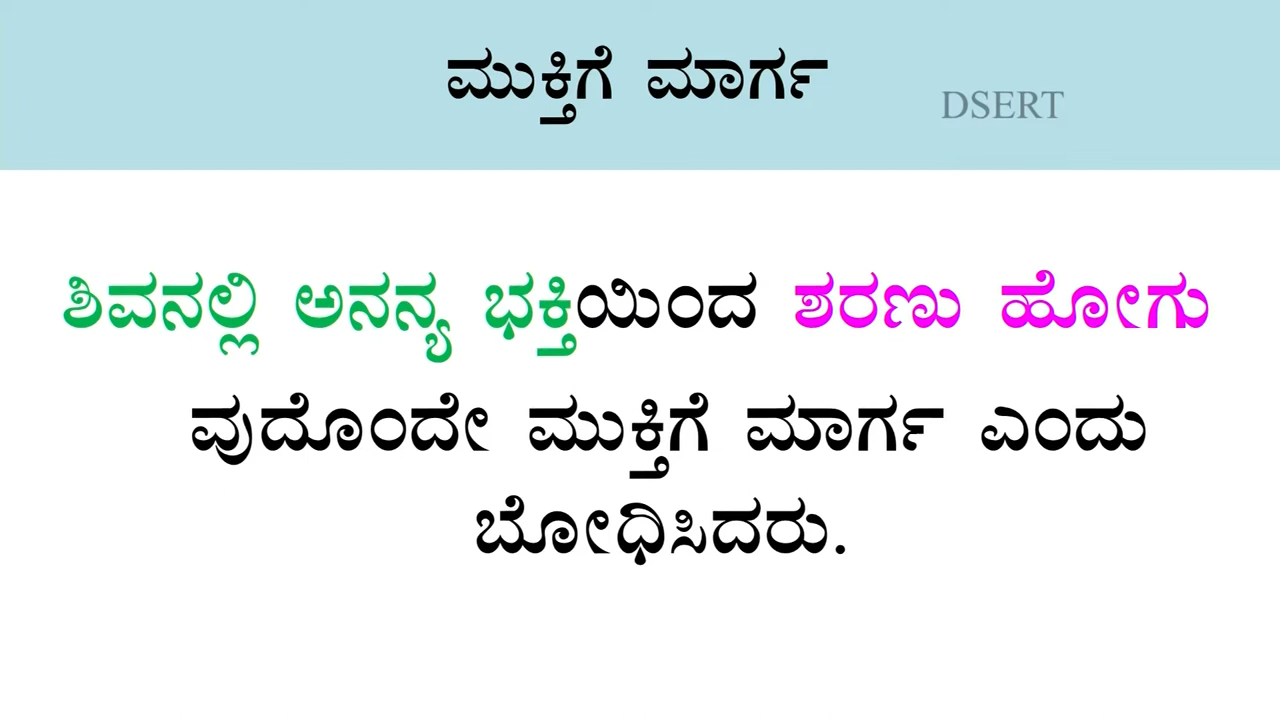 ಮುಕ್ತಿಗೆ ಮಾರ್ಗ
DSERT
ಶಿವನಲ್ಲಿ ಅನನ್ಯ ಭಕ್ತಿಯಿಂದ ಶರಣು ಹೋಗು
ವುದೊಂದೇ ಮುಕ್ತಿಗೆ ಮಾರ್ಗ ಎಂದು
ಬೋಧಿಸಿದರು.